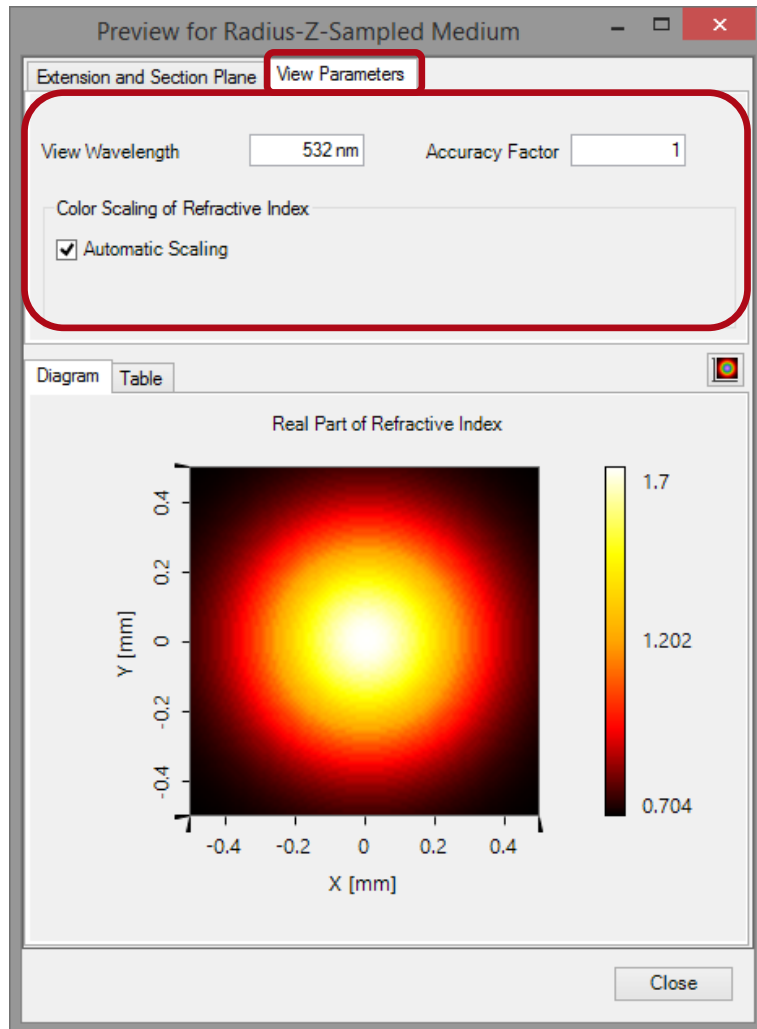 Preview for Radius-Z-Sampled Medium
Extension and Section Plane View Parameters
View Wavelength 532 nm Accuracy Factor 1
Color Scaling of Refractive Index
Automatic Scaling
Diagram Table
Real Part of Refractive Index
0.4
0.2
0
-0.2
-0.4
Y [mm]
-0.4 -0.2 0 0.2 0.4
X [mm]
1.7
1.202
0.704
Close